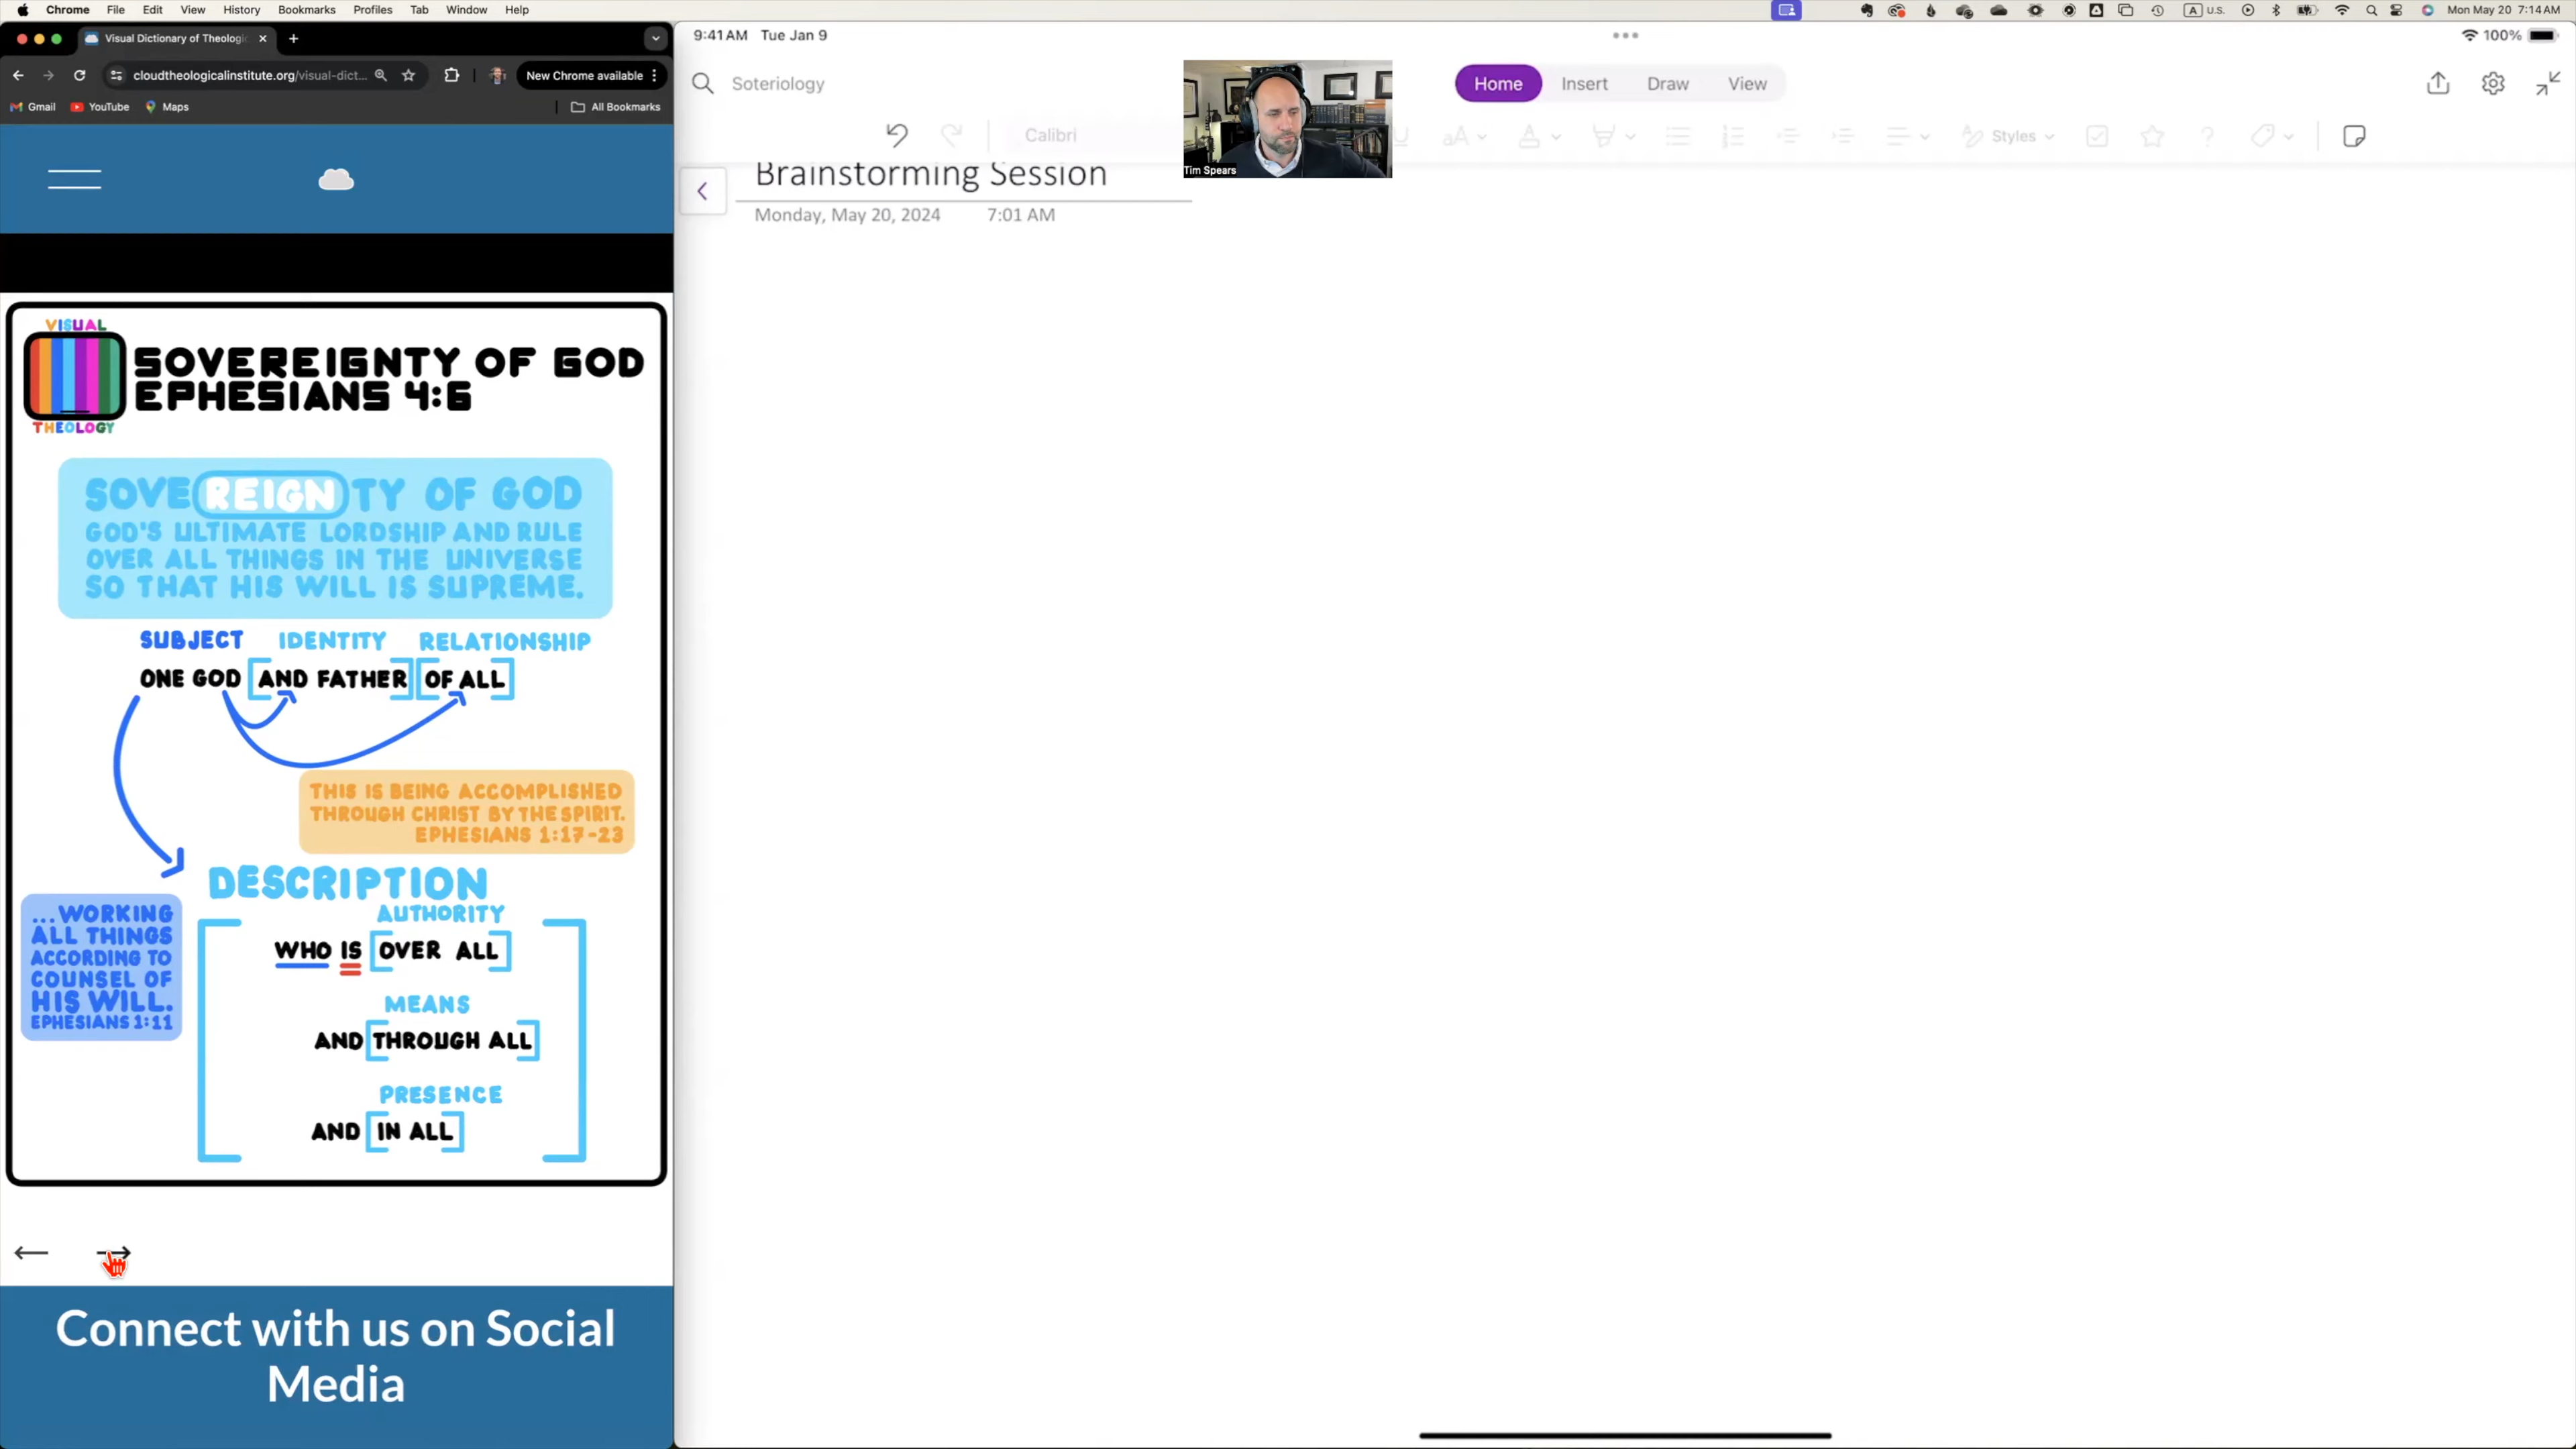 Chrome File Edit View History Bookmarks Profiles Tab Window Help
A U.S.
Mon May 20 7:14 AM
Visual Dictionary of Theologic
cloudtheologicalinstitute.org/visual-dict...
New Chrome available
Gmail YouTube Maps
All Bookmarks
VISUAL
THEOLOGY
SOVEREIGNTY OF GOD
EPHESIANS 4:6
SOVEREIGNTY OF GOD
GOD'S ULTIMATE LORDSHIP AND RULE
OVER ALL THINGS IN THE UNIVERSE
SO THAT HIS WILL IS SUPREME.
SUBJECT IDENTITY RELATIONSHIP
ONE GOD [AND FATHER] [OF ALL]
THIS IS BEING ACCOMPLISHED
THROUGH CHRIST BY THE SPIRIT.
EPHESIANS 1:17-23
DESCRIPTION
...WORKING
ALL THINGS
ACCORDING TO
COUNSEL OF
HIS WILL.
EPHESIANS 1:11
AUTHORITY
WHO IS [OVER ALL]
MEANS
AND [THROUGH ALL]
PRESENCE
AND [IN ALL]
Connect with us on Social
Media
9:41 AM Tue Jan 9
100%
Soteriology
Home Insert Draw View
Calibri
U
aA
A
Styles
?
Tim Spears
Brainstorming Session
Monday, May 20, 2024 7:01 AM